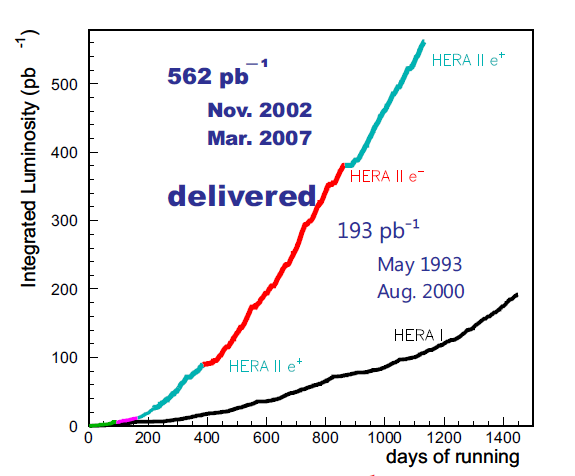 Integrated Luminosity (pb⁻¹)
500
400
300
200
100
0
562 pb⁻¹
Nov. 2002
Mar. 2007
delivered
HERA II e⁺
HERA II e⁻
193 pb⁻¹
May 1993
Aug. 2000
HERA I
HERA II e⁺
0 200 400 600 800 1000 1200 1400
days of running